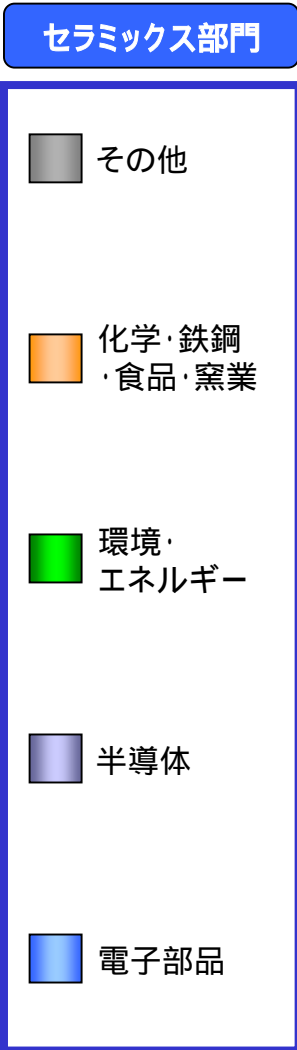 セラミックス部門
その他
化学・鉄鋼
・食品・窯業
環境・
エネルギー
半導体
電子部品